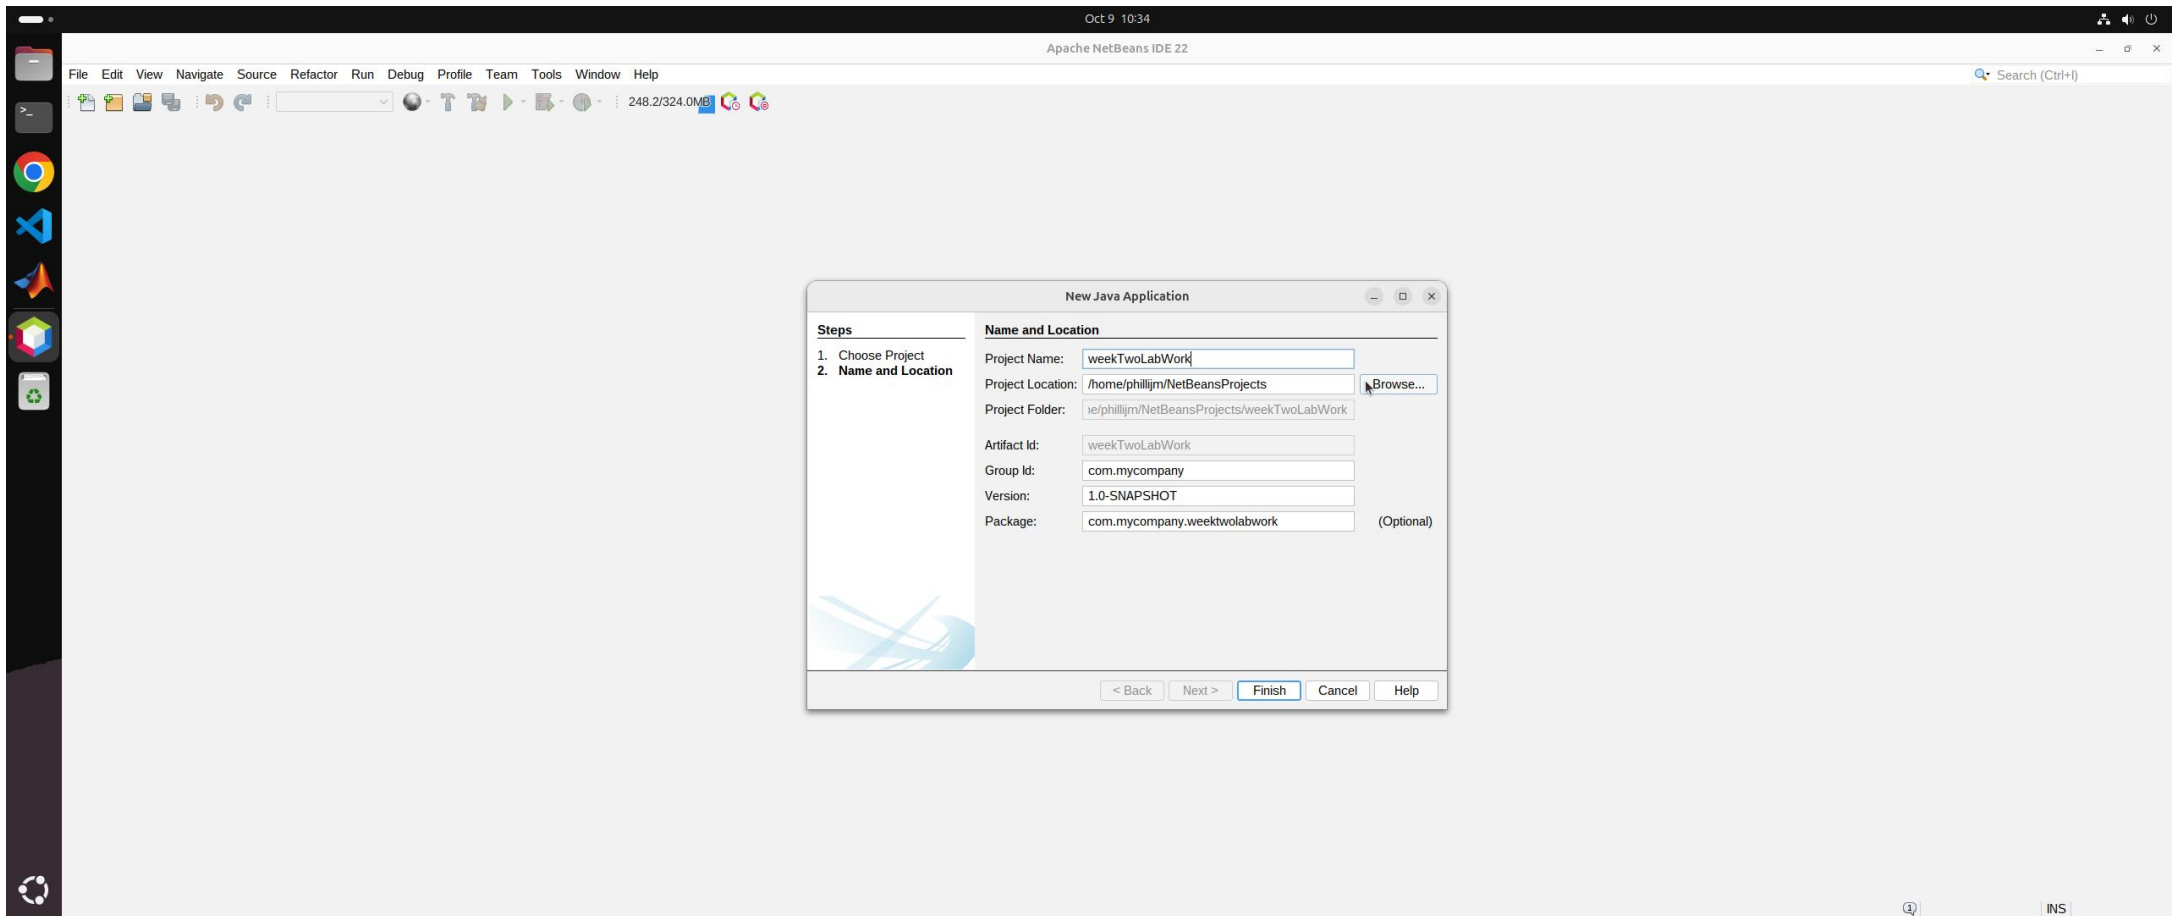 Oct 9 10:34
Apache NetBeans IDE 22
File Edit View Navigate Source Refactor Run Debug Profile Team Tools Window Help
Search (Ctrl+I)
248.2/324.0MB
New Java Application
Steps
1. Choose Project
2. Name and Location
Name and Location
Project Name: weekTwoLabWork
Project Location: /home/phillijm/NetBeansProjects Browse...
Project Folder: ıe/phillijm/NetBeansProjects/weekTwoLabWork
Artifact Id: weekTwoLabWork
Group Id: com.mycompany
Version: 1.0-SNAPSHOT
Package: com.mycompany.weektwolabwork (Optional)
< Back Next > Finish Cancel Help
1 INS